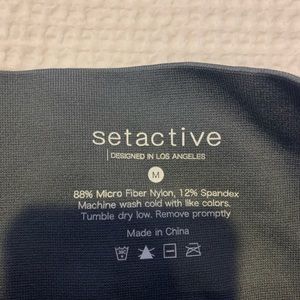 setactive
DESIGNED IN LOS ANGELES
M
88% Micro Fiber Nylon, 12% Spandex
Machine wash cold with like colors.
Tumble dry low. Remove promptly
Made in China